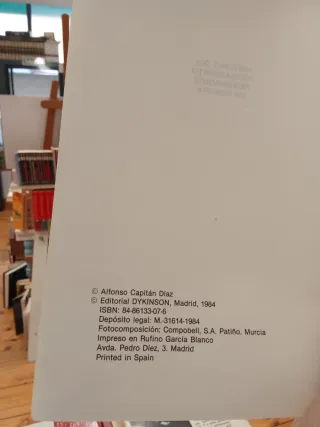 © Alfonso Capitán Díaz
© Editorial DYKINSON, Madrid, 1984
ISBN: 84-86133-07-6
Depósito legal: M.-31614-1984
Fotocomposición: Compobell, S.A. Patiño. Murcia
Impreso en Rufino García Blanco
Avda. Pedro Díez, 3. Madrid
Printed in Spain